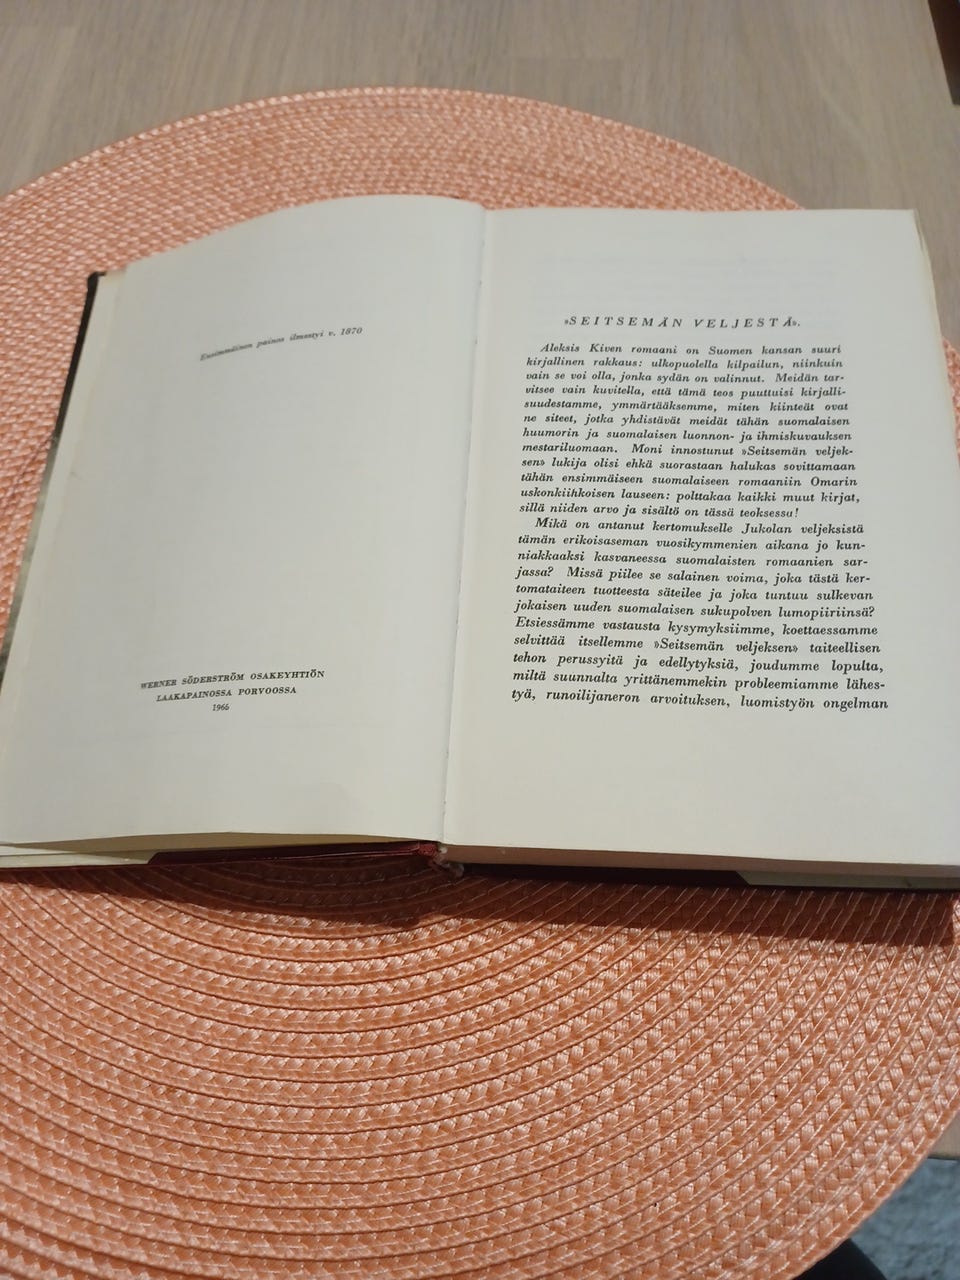 Ensimmäinen painos ilmestyi v. 1870
WERNER SÖDERSTRÖM OSAKEYHTIÖN
LAAKAPAINOSSA PORVOOSSA
1966
»SEITSEMÄN VELJESTÄ».
Aleksis Kiven romaani on Suomen kansan suuri
kirjallinen rakkaus: ulkopuolella kilpailun, niinkuin
vain se voi olla, jonka sydän on valinnut. Meidän tar-
vitsee vain kuvitella, että tämä teos puuttuisi kirjalli-
suudestamme, ymmärtääksemme, miten kiinteät ovat
ne siteet, jotka yhdistävät meidät tähän suomalaisen
huumorin ja suomalaisen luonnon- ja ihmiskuvauksen
mestariluomaan. Moni innostunut »Seitsemän veljek-
sen» lukija olisi ehkä suorastaan halukas sovittamaan
tähän ensimmäiseen suomalaiseen romaaniin Omarin
uskonkiihkoisen lauseen: polttakaa kaikki muut kirjat,
sillä niiden arvo ja sisältö on tässä teoksessa!
Mikä on antanut kertomukselle Jukolan veljeksistä
tämän erikoisaseman vuosikymmenien aikana jo kun-
niakkaaksi kasvaneessa suomalaisten romaanien sar-
jassa? Missä piilee se salainen voima, joka tästä ker-
tomataiteen tuotteesta säteilee ja joka tuntuu sulkevan
jokaisen uuden suomalaisen sukupolven lumopiiriinsä?
Etsiessämme vastausta kysymyksiimme, koettaessamme
selvittää itsellemme »Seitsemän veljeksen» taiteellisen
tehon perussyitä ja edellytyksiä, joudumme lopulta,
miltä suunnalta yrittänemmekin probleemiamme lähes-
tyä, runoilijaneron arvoituksen, luomistyön ongelman